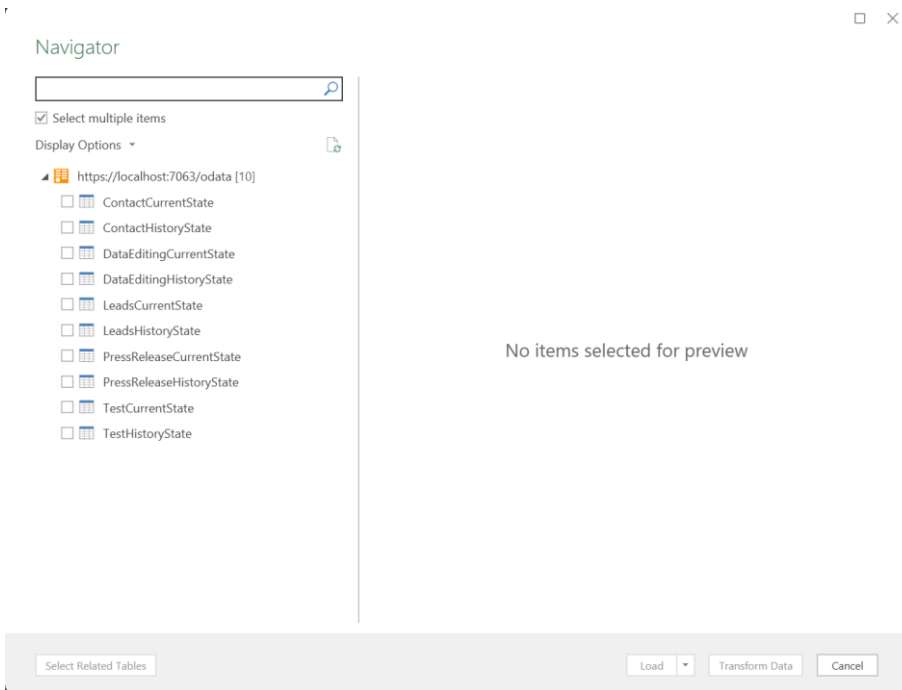 Navigator
Select multiple items
Display Options
https://localhost:7063/odata [10]
ContactCurrentState
ContactHistoryState
DataEditingCurrentState
DataEditingHistoryState
LeadsCurrentState
LeadsHistoryState
PressReleaseCurrentState
PressReleaseHistoryState
TestCurrentState
TestHistoryState
No items selected for preview
Select Related Tables
Load
Transform Data
Cancel